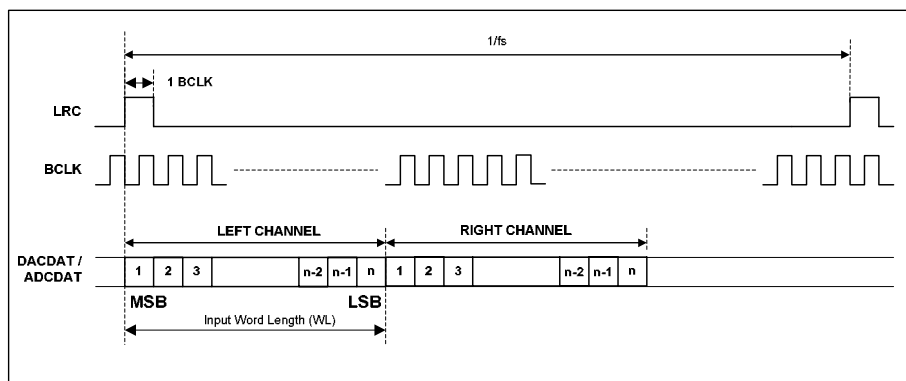 1/fs
1 BCLK
LRC
BCLK
LEFT CHANNEL RIGHT CHANNEL
DACDAT /
ADCDAT
1 2 3 n-2 n-1 n 1 2 3 n-2 n-1 n
MSB LSB
Input Word Length (WL)